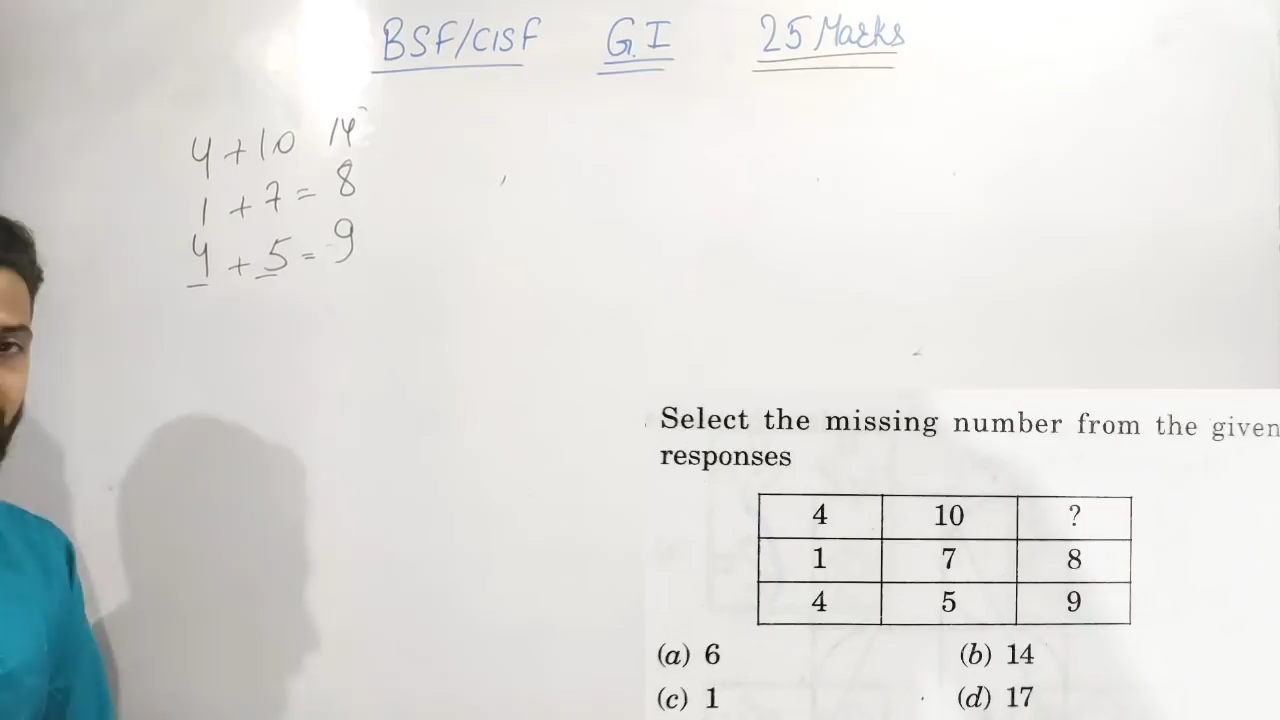 BSF/CISF G.I 25 Marks
4+10 14
1+7=8
4+5=9
Select the missing number from the given
responses
4 10 ?
1 7 8
4 5 9
(a) 6 (b) 14
(c) 1 (d) 17